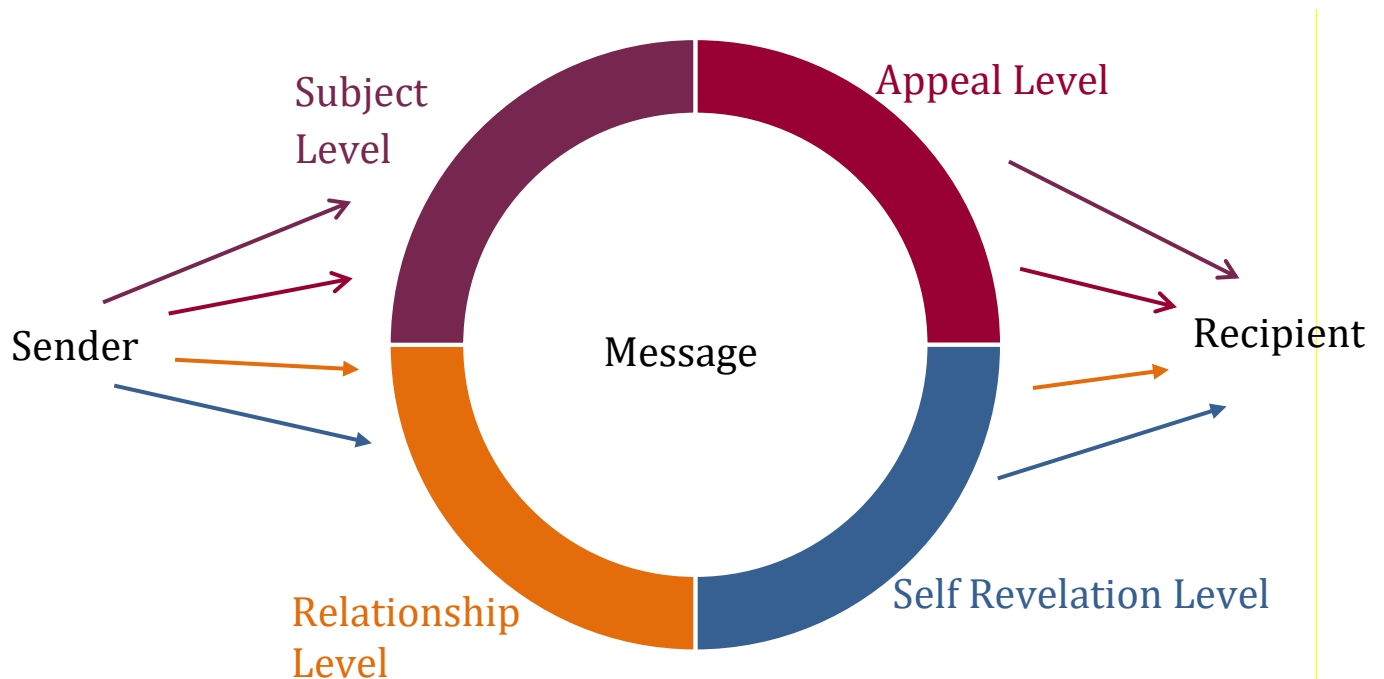 Subject
Level
Appeal Level
Sender
Message
Recipient
Relationship
Level
Self Revelation Level